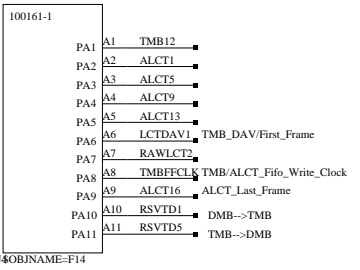 100161-1
PA1 A1 TMB12
PA2 A2 ALCT1
PA3 A3 ALCT5
PA4 A4 ALCT9
PA5 A5 ALCT13
PA6 A6 LCTDAV1 TMB_DAV/First_Frame
PA7 A7 RAWLCT2
PA8 A8 TMBFFCLK TMB/ALCT_Fifo_Write_Clock
PA9 A9 ALCT16 ALCT_Last_Frame
PA10 A10 RSVTD1 DMB-->TMB
PA11 A11 RSVTD5 TMB-->DMB
$OBJNAME=F14